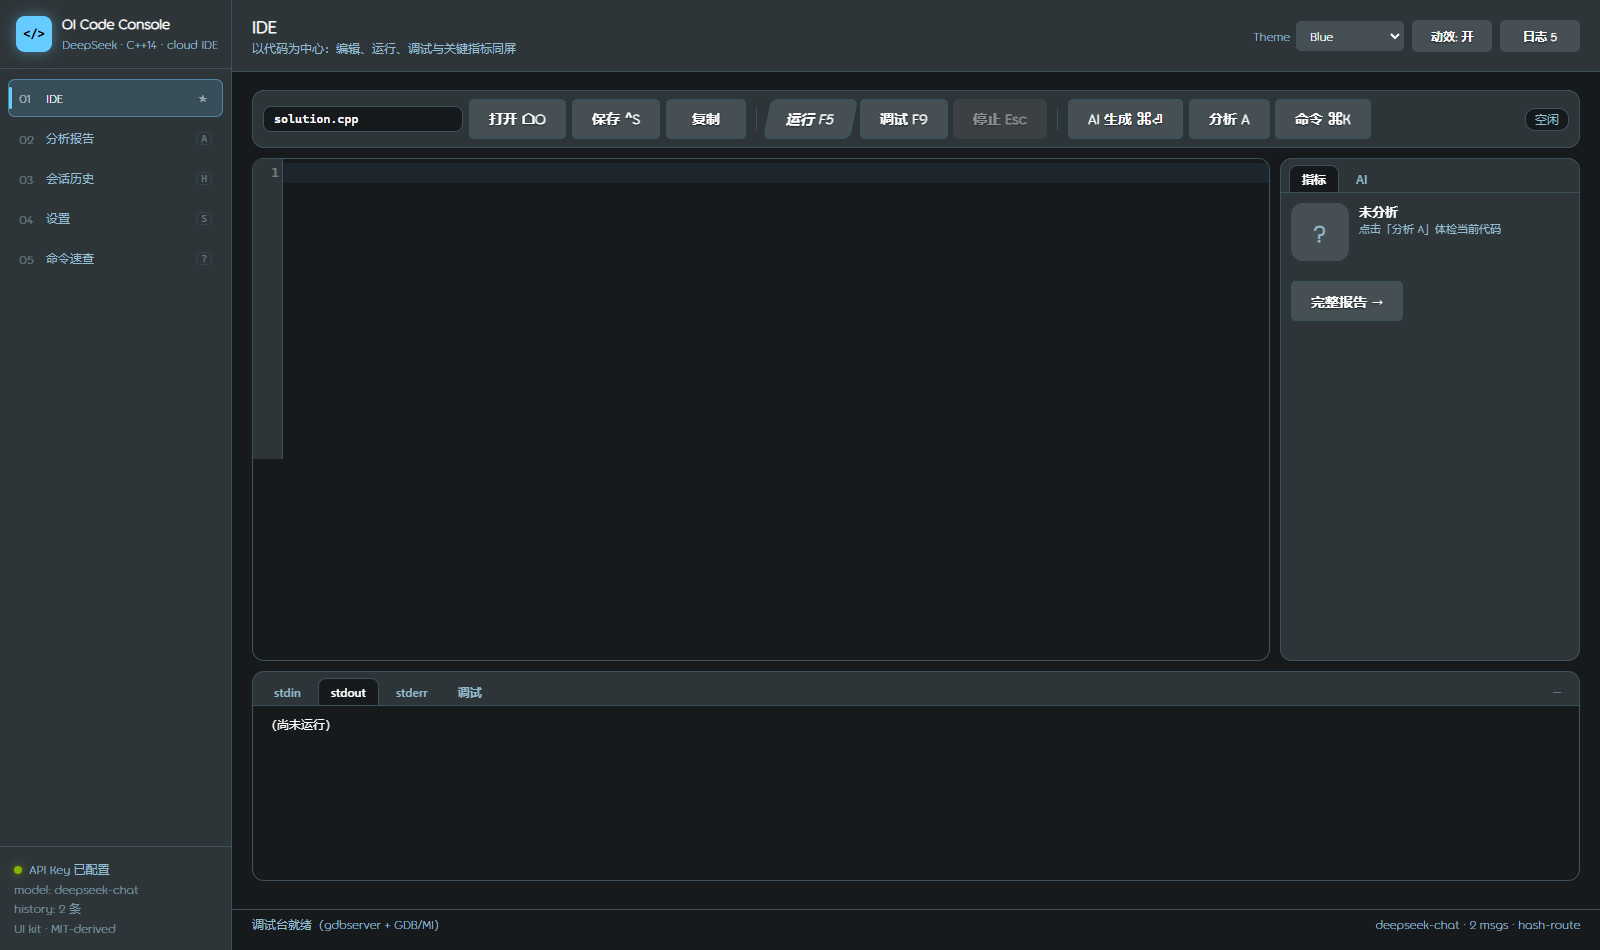 </> OI Code Console
DeepSeek · C++14 · cloud IDE
01 IDE ★
02 分析报告 A
03 会话历史 H
04 设置 S
05 命令速查 ?
API Key 已配置
model: deepseek-chat
history: 2 条
UI kit · MIT-derived
IDE
以代码为中心：编辑、运行、调试与关键指标同屏
Theme Blue 动效: 开 日志 5
solution.cpp 打开 ⌂O 保存 ^S 复制 运行 F5 调试 F9 停止 Esc AI 生成 ⌘⏎ 分析 A 命令 ⌘K 空闲
1
指标 AI
? 未分析
点击「分析 A」体检当前代码
完整报告 →
stdin stdout stderr 调试 —
(尚未运行)
调试台就绪（gdbserver + GDB/MI） deepseek-chat · 2 msgs · hash-route